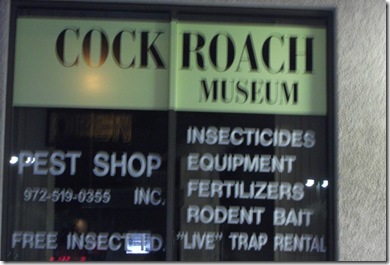 COCK ROACH
MUSEUM
PEST SHOP
972-519-0355 INC.
FREE INSECT I.D.
INSECTICIDES
EQUIPMENT
FERTILIZERS
RODENT BAIT
"LIVE" TRAP RENTAL
OPEN